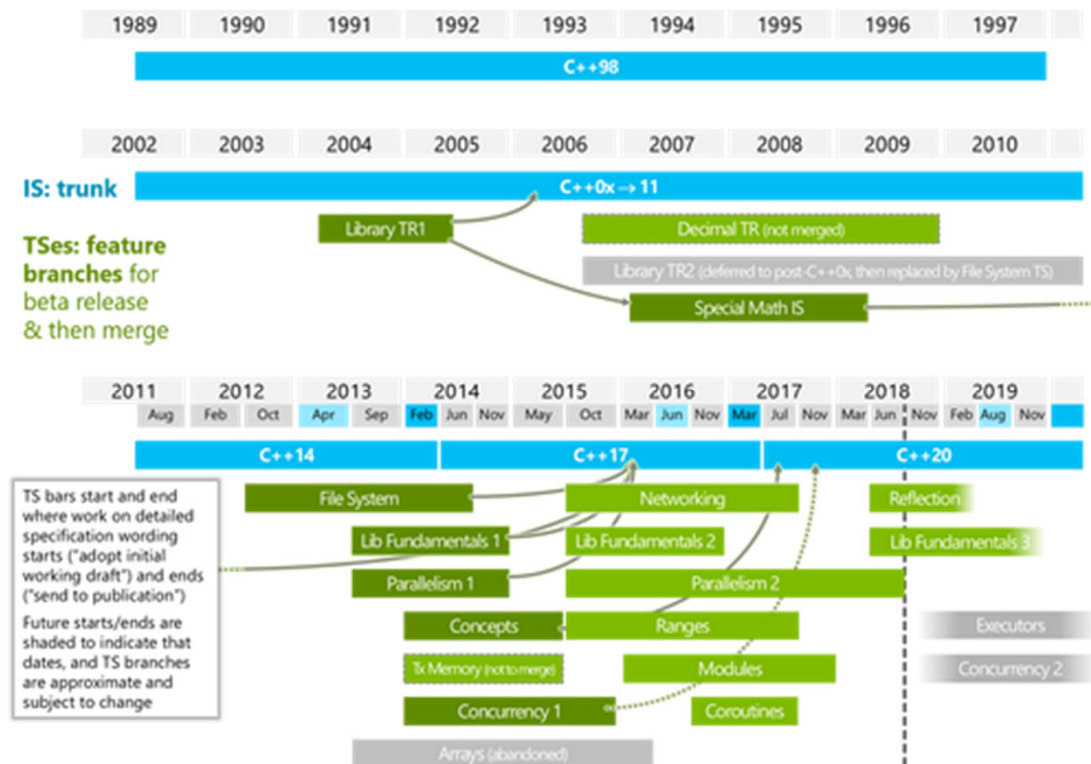 1989 1990 1991 1992 1993 1994 1995 1996 1997
C++98
2002 2003 2004 2005 2006 2007 2008 2009 2010
IS: trunk
C++0x → 11
TSes: feature
branches for
beta release
& then merge
Library TR1
Decimal TR (not merged)
Library TR2 (deferred to post-C++0x, then replaced by File System TS)
Special Math IS
2011 2012 2013 2014 2015 2016 2017 2018 2019
Aug Feb Oct Apr Sep Feb Jun Nov May Oct Mar Jun Nov Mar Jul Nov Mar Jun Nov Feb Aug Nov
C++14 C++17 C++20
TS bars start and end
where work on detailed
specification wording
starts ("adopt initial
working draft") and ends
("send to publication")
Future starts/ends are
shaded to indicate that
dates, and TS branches
are approximate and
subject to change
File System Networking Reflection
Lib Fundamentals 1 Lib Fundamentals 2 Lib Fundamentals 3
Parallelism 1 Parallelism 2
Concepts Ranges Executors
Tx Memory (not to merge) Modules Concurrency 2
Concurrency 1 Coroutines
Arrays (abandoned)